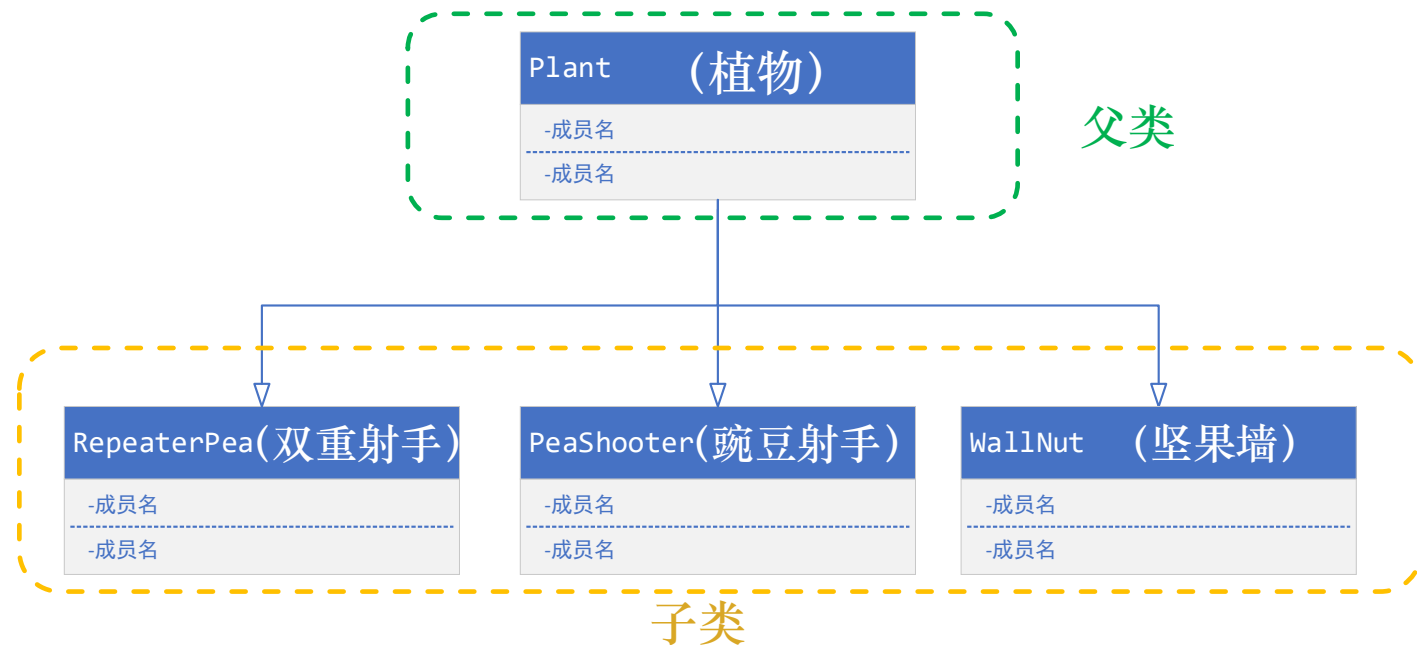 Plant (植物)
父类
-成员名
-成员名
RepeaterPea(双重射手)
-成员名
-成员名
PeaShooter(豌豆射手)
-成员名
-成员名
WallNut (坚果墙)
-成员名
-成员名
子类